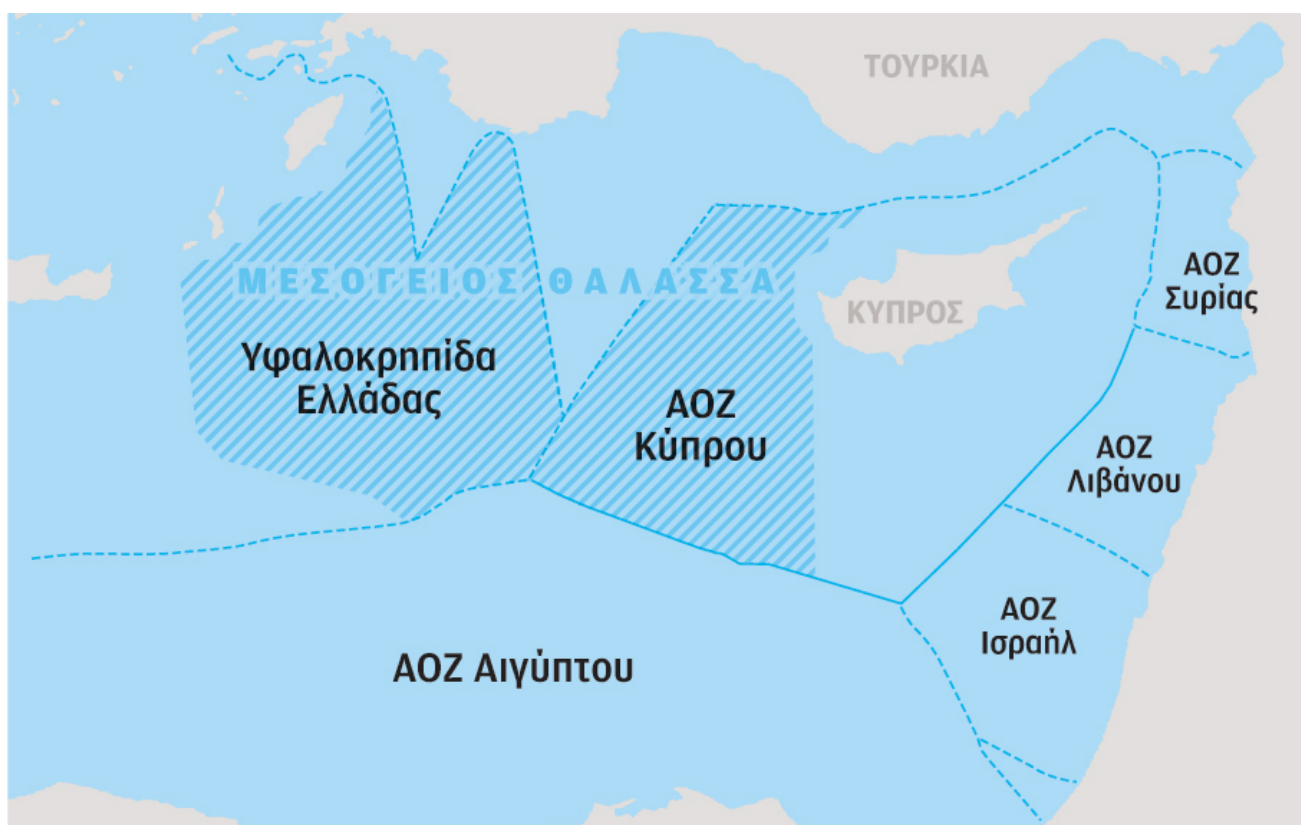 ΤΟΥΡΚΙΑ
ΜΕΣΟΓΕΙΟΣ ΘΑΛΑΣΣΑ
ΑΟΖ
Συρίας
ΚΥΠΡΟΣ
Υφαλοκρηπίδα
Ελλάδας
ΑΟΖ
Κύπρου
ΑΟΖ
Λιβάνου
ΑΟΖ
Ισραήλ
ΑΟΖ Αιγύπτου